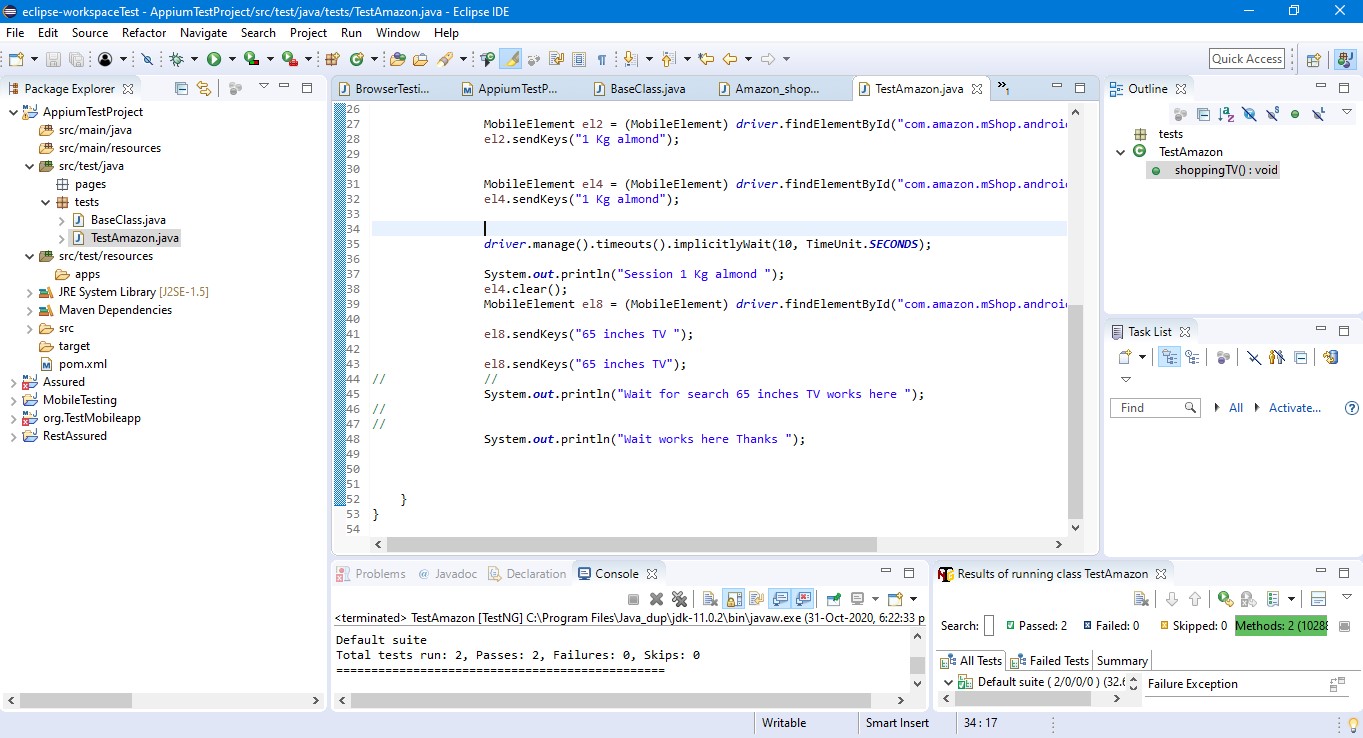 eclipse-workspaceTest - AppiumTestProject/src/test/java/tests/TestAmazon.java - Eclipse IDE
File Edit Source Refactor Navigate Search Project Run Window Help
Quick Access
Package Explorer
AppiumTestProject
src/main/java
src/main/resources
src/test/java
pages
tests
BaseClass.java
TestAmazon.java
src/test/resources
apps
JRE System Library [J2SE-1.5]
Maven Dependencies
src
target
pom.xml
Assured
MobileTesting
org.TestMobileapp
RestAssured
BrowserTesti... AppiumTestP... BaseClass.java Amazon_shop... TestAmazon.java »1
26
27 MobileElement el2 = (MobileElement) driver.findElementById("com.amazon.mShop.androi
28 el2.sendKeys("1 Kg almond");
29
30
31 MobileElement el4 = (MobileElement) driver.findElementById("com.amazon.mShop.androi
32 el4.sendKeys("1 Kg almond");
33
34
35 driver.manage().timeouts().implicitlyWait(10, TimeUnit.SECONDS);
36
37 System.out.println("Session 1 Kg almond ");
38 el4.clear();
39 MobileElement el8 = (MobileElement) driver.findElementById("com.amazon.mShop.androi
40
41 el8.sendKeys("65 inches TV ");
42
43 el8.sendKeys("65 inches TV");
44 // //
45 System.out.println("Wait for search 65 inches TV works here ");
46 //
47 //
48 System.out.println("Wait works here Thanks ");
49
50
51
52 }
53 }
54
Outline
tests
TestAmazon
shoppingTV() : void
Task List
Find All Activate...
Problems @ Javadoc Declaration Console
<terminated> TestAmazon [TestNG] C:\Program Files\Java_dup\jdk-11.0.2\bin\javaw.exe (31-Oct-2020, 6:22:33 p
Default suite
Total tests run: 2, Passes: 2, Failures: 0, Skips: 0
===============================================
Results of running class TestAmazon
Search: Passed: 2 Failed: 0 Skipped: 0 Methods: 2 (1028
All Tests Failed Tests Summary
Default suite ( 2/0/0/0 ) (32.6
Failure Exception
Writable Smart Insert 34 : 17